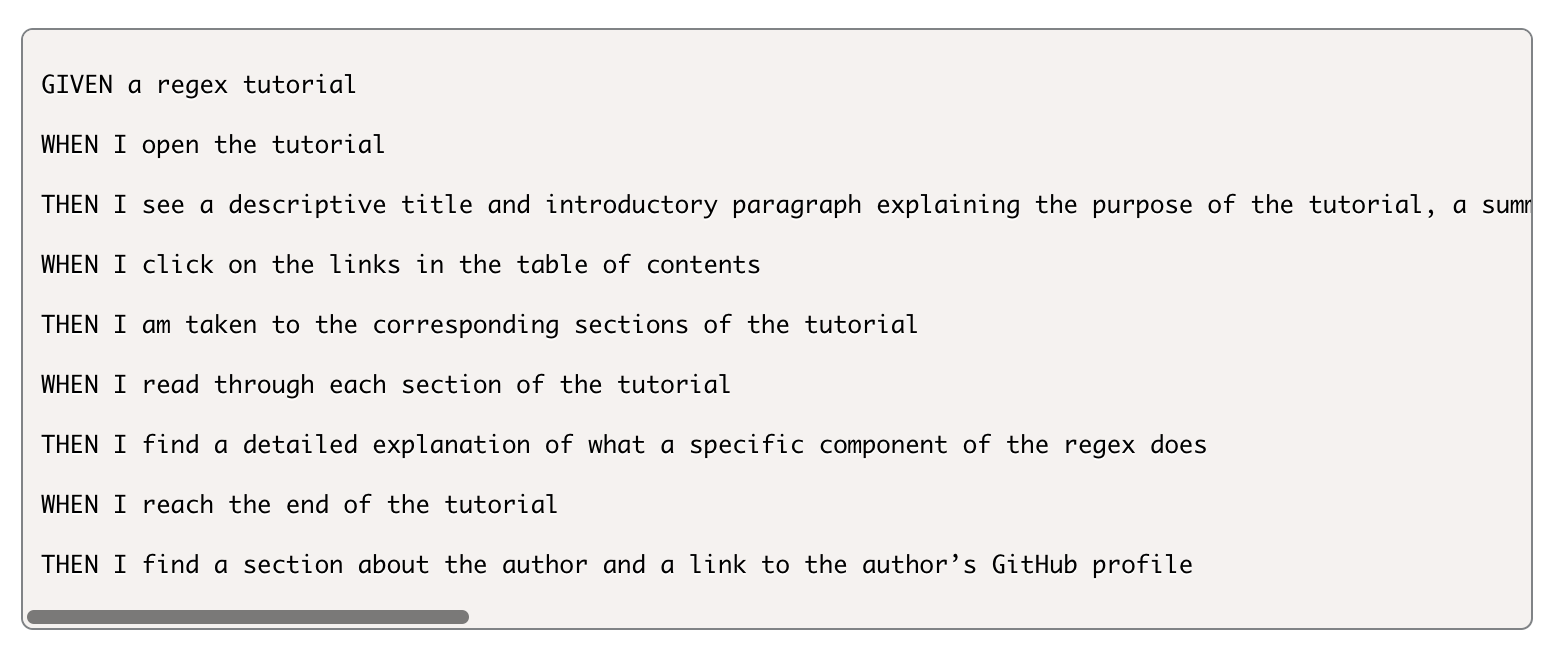 GIVEN a regex tutorial
WHEN I open the tutorial
THEN I see a descriptive title and introductory paragraph explaining the purpose of the tutorial, a
WHEN I click on the links in the table of contents
THEN I am taken to the corresponding sections of the tutorial
WHEN I read through each section of the tutorial
THEN I find a detailed explanation of what a specific component of the regex does
WHEN I reach the end of the tutorial
THEN I find a section about the author and a link to the author’s GitHub profile